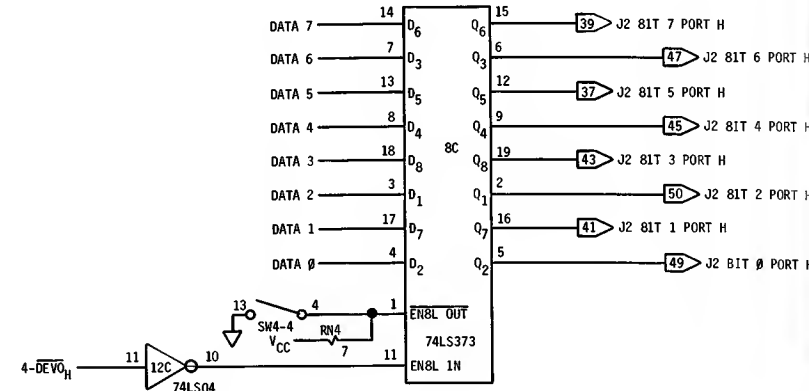 DATA 7 14 D6 Q6 15 39 J2 81T 7 PORT H
DATA 6 7 D3 Q3 6 47 J2 81T 6 PORT H
DATA 5 13 D5 Q5 12 37 J2 81T 5 PORT H
DATA 4 8 D4 Q4 9 45 J2 8IT 4 PORT H
8C
DATA 3 18 D8 Q8 19 43 J2 81T 3 PORT H
DATA 2 3 D1 Q1 2 50 J2 81T 2 PORT H
DATA 1 17 D7 Q7 16 41 J2 81T 1 PORT H
DATA Ø 4 D2 Q2 5 49 J2 BIT Ø PORT H
13 4 1 EN8L OUT
SW4-4 RN4
VCC 7 74LS373
4-DEVOH 11 12C 10 11 EN8L 1N
74LS04